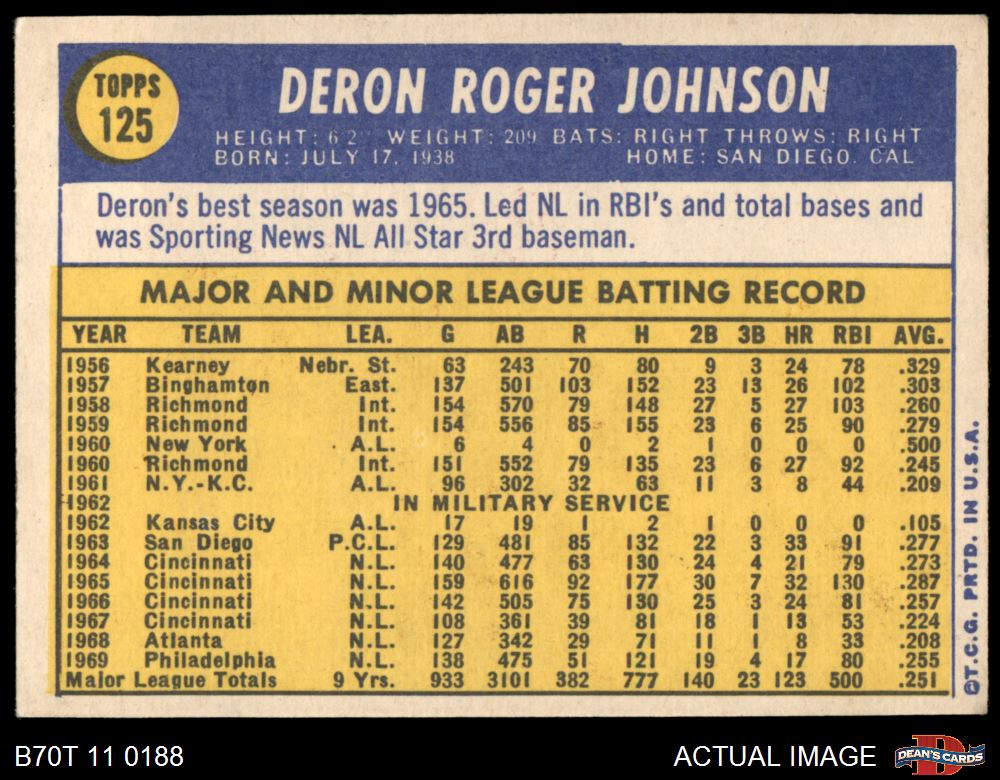 TOPPS
125
DERON ROGER JOHNSON
HEIGHT: 6 2" WEIGHT: 209 BATS: RIGHT THROWS: RIGHT
BORN: JULY 17, 1938 HOME: SAN DIEGO. CAL
Deron's best season was 1965. Led NL in RBI's and total bases and
was Sporting News NL All Star 3rd baseman.
MAJOR AND MINOR LEAGUE BATTING RECORD
YEAR TEAM LEA. G AB R H 2B 3B HR RBI AVG.
1956 Kearney Nebr. St. 63 243 70 80 9 3 24 78 .329
1957 Binghamton East. 137 501 103 152 23 13 26 102 .303
1958 Richmond Int. 154 570 79 148 27 5 27 103 .260
1959 Richmond Int. 154 556 85 155 23 6 25 90 .279
1960 New York A.L. 6 4 0 2 1 0 0 0 .500
1960 Richmond Int. 151 552 79 135 23 6 27 92 .245
1961 N.Y.-K.C. A.L. 96 302 32 63 11 3 8 44 .209
1962 IN MILITARY SERVICE
1962 Kansas City A.L. 17 19 1 2 1 0 0 0 .105
1963 San Diego P.C.L. 129 481 85 132 22 3 33 91 .277
1964 Cincinnati N.L. 140 477 63 130 24 4 21 79 .273
1965 Cincinnati N.L. 159 616 92 177 30 7 32 130 .287
1966 Cincinnati N.L. 142 505 75 130 25 3 24 81 .257
1967 Cincinnati N.L. 108 361 39 81 18 1 13 53 .224
1968 Atlanta N.L. 127 342 29 71 11 1 8 33 .208
1969 Philadelphia N.L. 138 475 51 121 19 4 17 80 .255
Major League Totals 9 Yrs. 933 3101 382 777 140 23 123 500 .251
©T.C.G. PRTD. IN U.S.A.
B70T 11 0188 ACTUAL IMAGE
D
DEAN'S CARDS